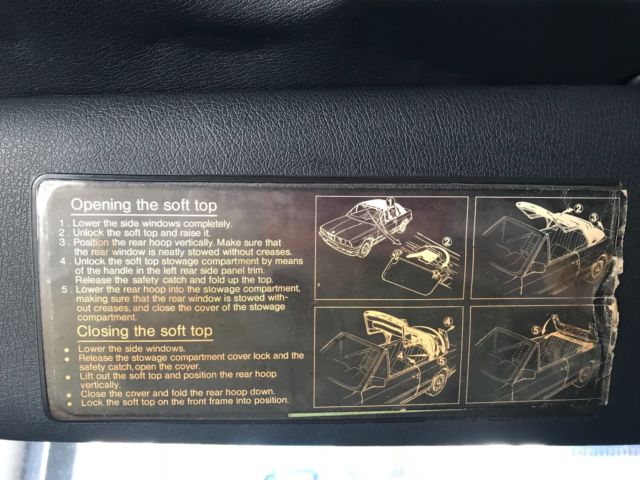 Opening the soft top
1. Lower the side windows completely.
2. Unlock the soft top and raise it.
3. Position the rear hoop vertically. Make sure that
the rear window is neatly stowed without creases.
4. Unlock the soft top stowage compartment by means
of the handle in the left rear side panel trim.
Release the safety catch and fold up the top.
5. Lower the rear hoop into the stowage compartment,
making sure that the rear window is stowed with-
out creases, and close the cover of the stowage
compartment.
Closing the soft top
• Lower the side windows.
• Release the stowage compartment cover lock and the
safety catch, open the cover.
• Lift out the soft top and position the rear hoop
vertically.
• Close the cover and fold the rear hoop down.
• Lock the soft top on the front frame into position.
1
2
2
3
4
4
5
5